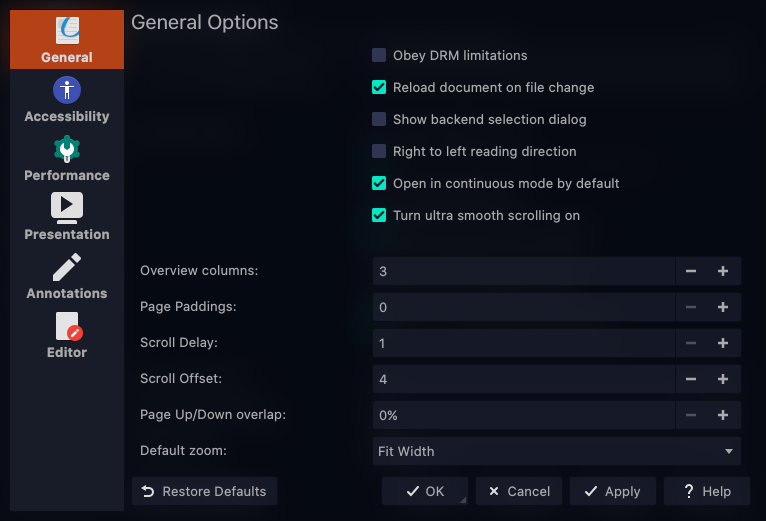 General Options
General
Accessibility
Performance
Presentation
Annotations
Editor
Obey DRM limitations
Reload document on file change
Show backend selection dialog
Right to left reading direction
Open in continuous mode by default
Turn ultra smooth scrolling on
Overview columns: 3
Page Paddings: 0
Scroll Delay: 1
Scroll Offset: 4
Page Up/Down overlap: 0%
Default zoom: Fit Width
Restore Defaults OK Cancel Apply Help